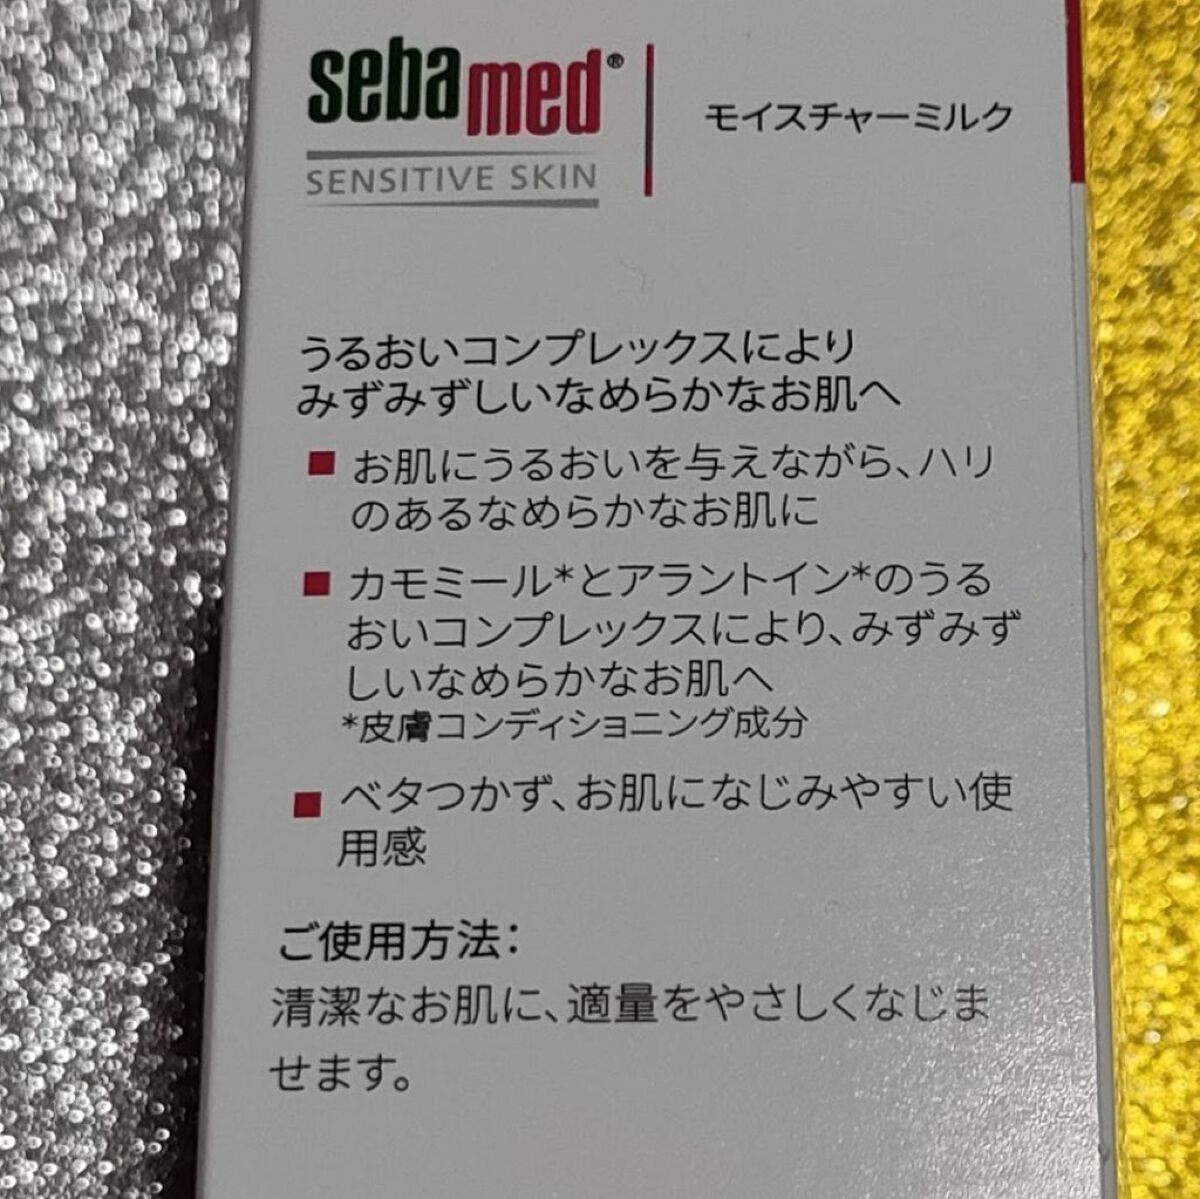 sebamed®
SENSITIVE SKIN
モイスチャーミルク
うるおいコンプレックスにより
みずみずしいなめらかなお肌へ
■ お肌にうるおいを与えながら、ハリ
のあるなめらかなお肌に
■ カモミール*とアラントイン*のうる
おいコンプレックスにより、みずみず
しいなめらかなお肌へ
*皮膚コンディショニング成分
■ ベタつかず、お肌になじみやすい使
用感
ご使用方法：
清潔なお肌に、適量をやさしくなじま
せます。